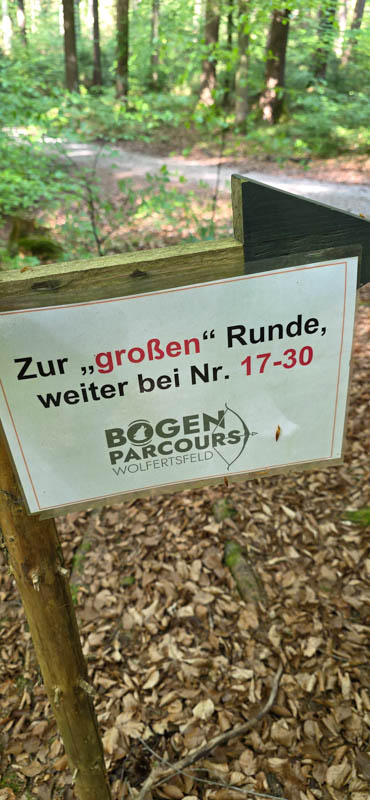 Zur „großen“ Runde,
weiter bei Nr. 17-30
BOGEN
PARCOURS
WOLFERTSFELD